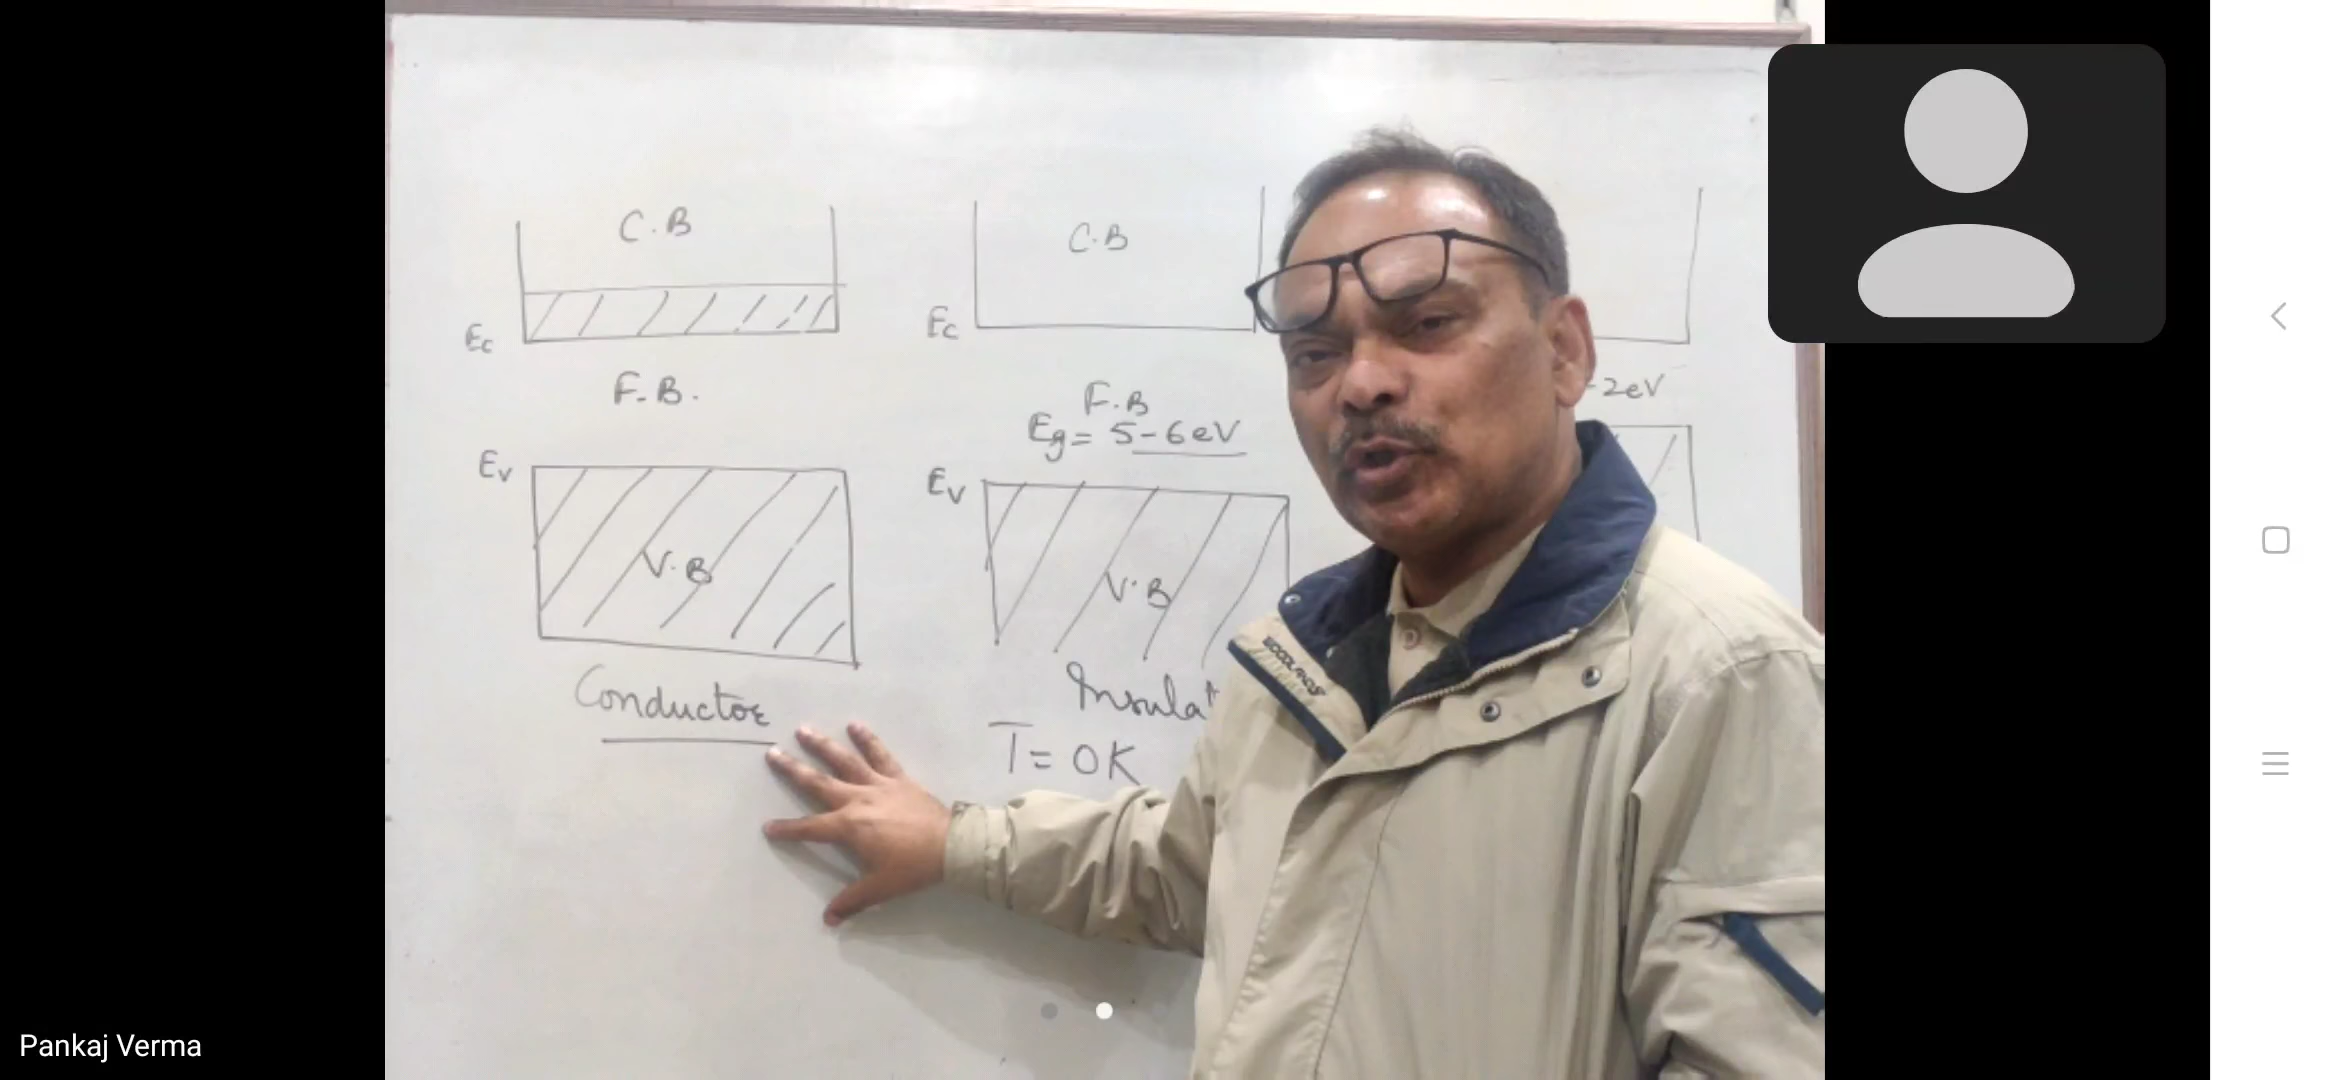 C.B
Ec
F.B.
Ev
V.B
Conductor
C.B
Ec
F.B
Eg = 5-6eV
Ev
V.B
T = 0K
-2eV
Pankaj Verma